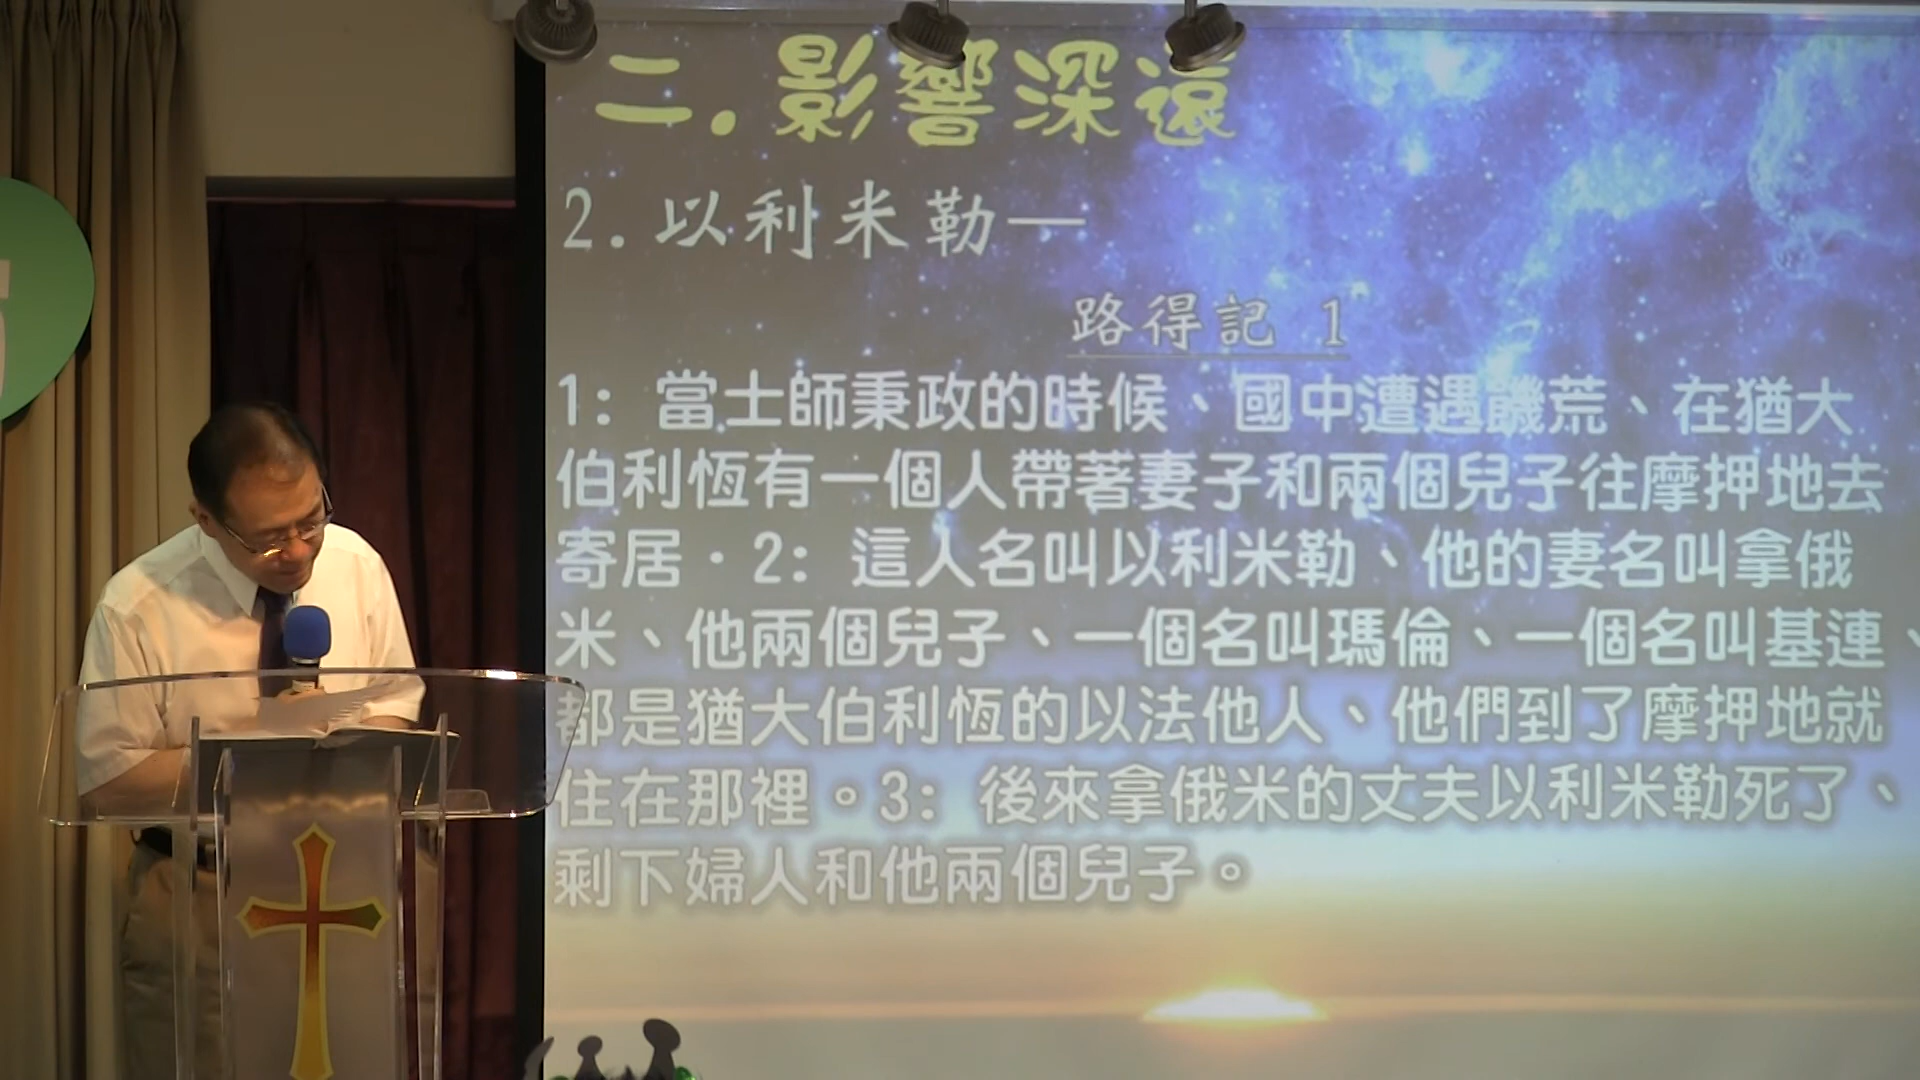 二.影響深遠
2.以利米勒—
路得記 1
1: 當士師秉政的時候、國中遭遇饑荒、在猶大
伯利恆有一個人帶著妻子和兩個兒子往摩押地去
寄居．2: 這人名叫以利米勒、他的妻名叫拿俄
米、他兩個兒子、一個名叫瑪倫、一個名叫基連、
都是猶大伯利恆的以法他人、他們到了摩押地就
住在那裡。3: 後來拿俄米的丈夫以利米勒死了、
剩下婦人和他兩個兒子。